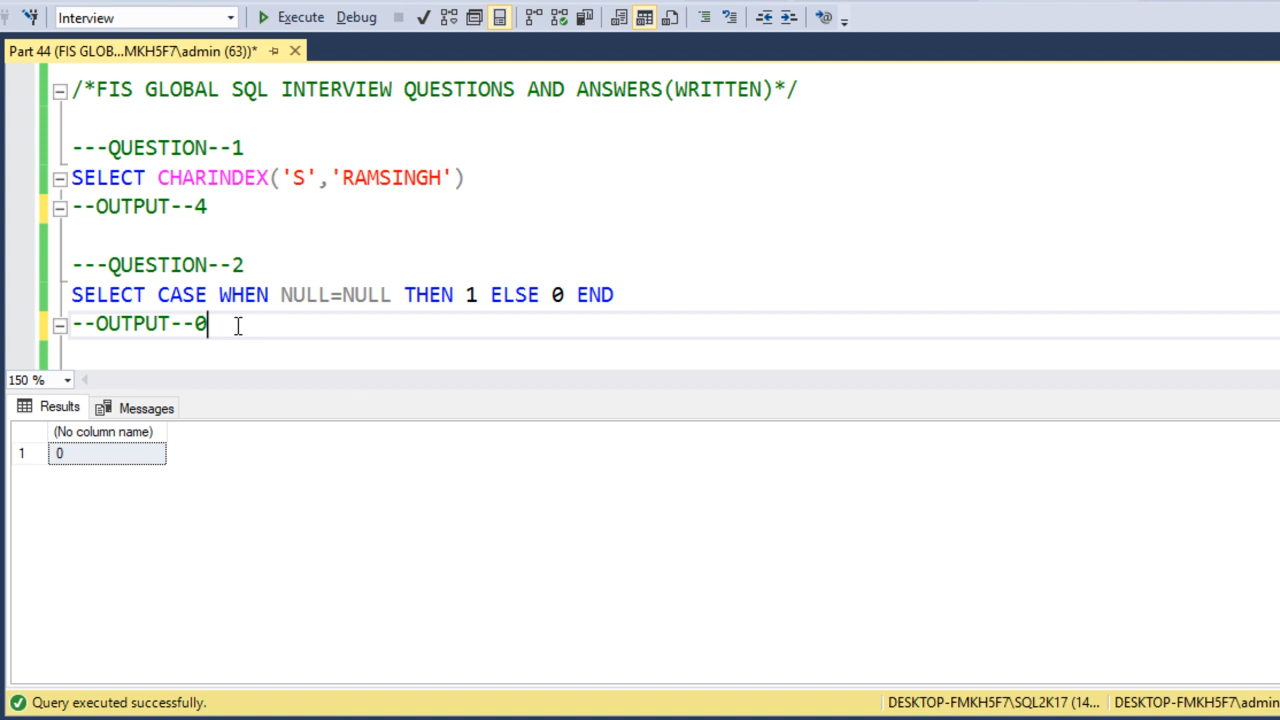 Interview Execute Debug
Part 44 (FIS GLOB...MKH5F7\admin (63))*
/*FIS GLOBAL SQL INTERVIEW QUESTIONS AND ANSWERS(WRITTEN)*/
---QUESTION--1
SELECT CHARINDEX('S','RAMSINGH')
--OUTPUT--4
---QUESTION--2
SELECT CASE WHEN NULL=NULL THEN 1 ELSE 0 END
--OUTPUT--0
150 %
Results Messages
(No column name)
1 0
Query executed successfully. DESKTOP-FMKH5F7\SQL2K17 (14... DESKTOP-FMKH5F7\admin